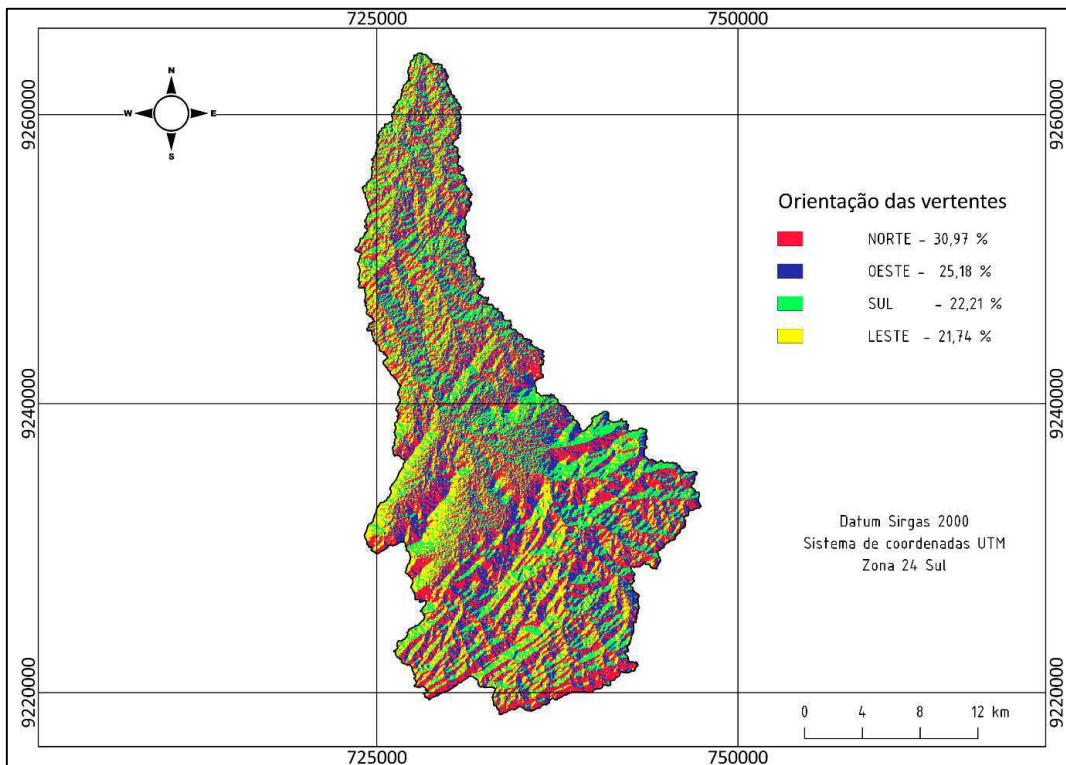 725000 750000
N
W E
S
9260000 9260000
Orientação das vertentes
NORTE - 30,97 %
OESTE - 25,18 %
SUL - 22,21 %
LESTE - 21,74 %
9240000 9240000
Datum Sirgas 2000
Sistema de coordenadas UTM
Zona 24 Sul
9220000 9220000
0 4 8 12 km
725000 750000